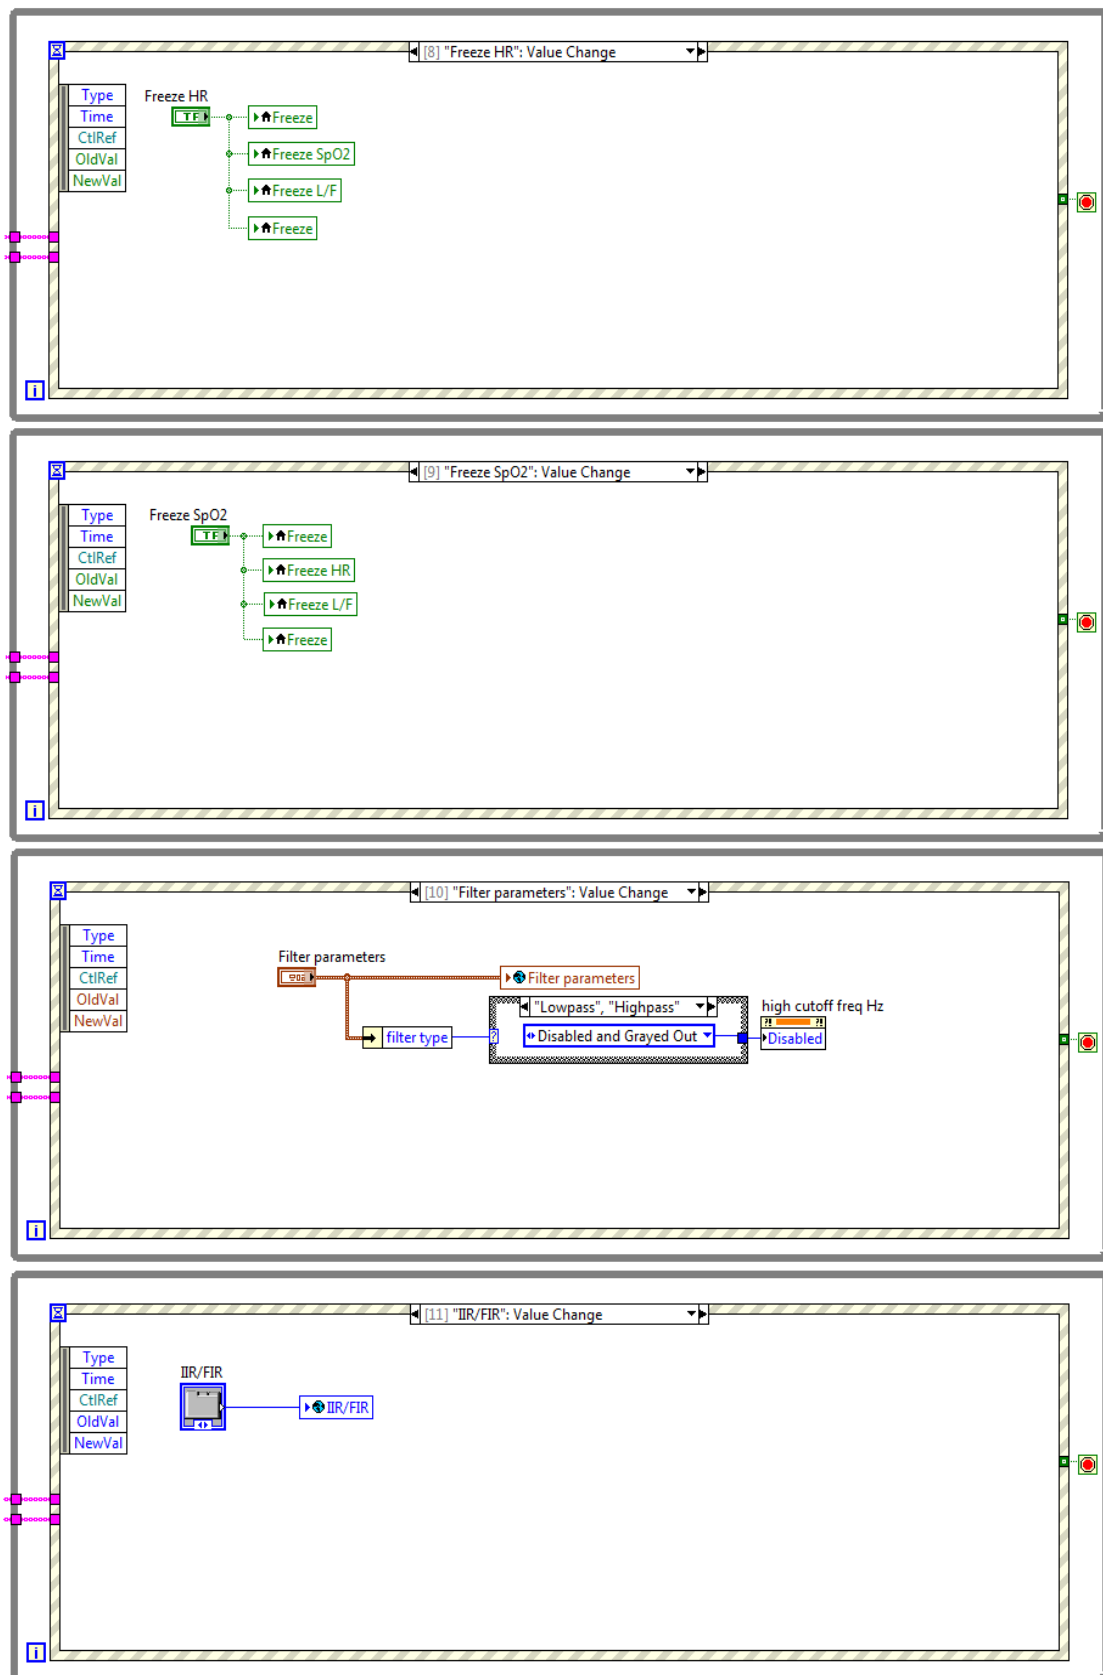 [8] "Freeze HR": Value Change
Type
Time
CtlRef
OldVal
NewVal
Freeze HR
TF
Freeze
Freeze SpO2
Freeze L/F
Freeze
i
[9] "Freeze SpO2": Value Change
Type
Time
CtlRef
OldVal
NewVal
Freeze SpO2
TF
Freeze
Freeze HR
Freeze L/F
Freeze
i
[10] "Filter parameters": Value Change
Type
Time
CtlRef
OldVal
NewVal
Filter parameters
Filter parameters
filter type
?
"Lowpass", "Highpass"
Disabled and Grayed Out
high cutoff freq Hz
?! ?!
Disabled
i
[11] "IIR/FIR": Value Change
Type
Time
CtlRef
OldVal
NewVal
IIR/FIR
IIR/FIR
i